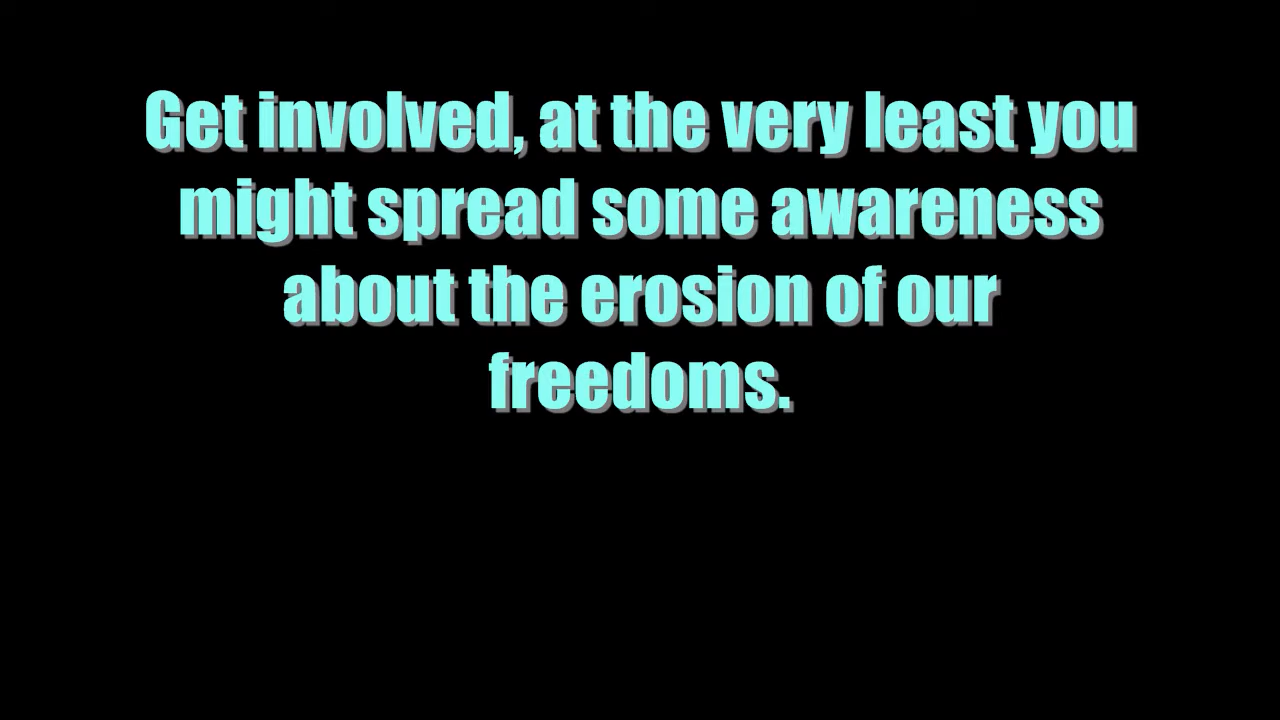 Get involved, at the very least you
might spread some awareness
about the erosion of our
freedoms.